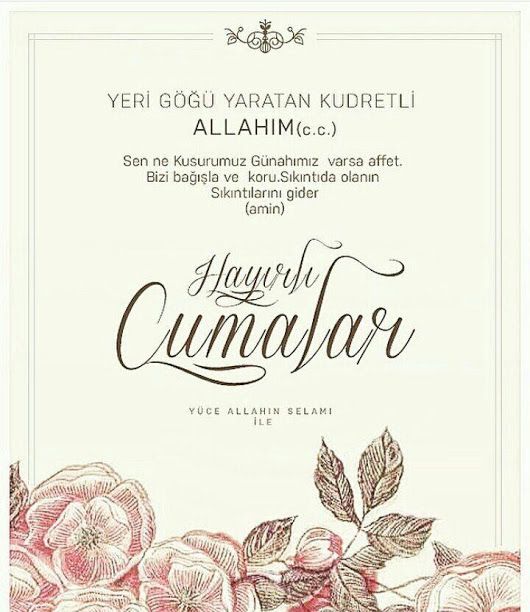 YERİ GÖĞÜ YARATAN KUDRETLİ
ALLAHIM(c.c.)
Sen ne Kusurumuz Günahımız varsa affet.
Bizi bağışla ve koru.Sıkıntıda olanın
Sıkıntılarını gider
(amin)
Hayırlı
Cumalar
YÜCE ALLAHIN SELAMI
İLE